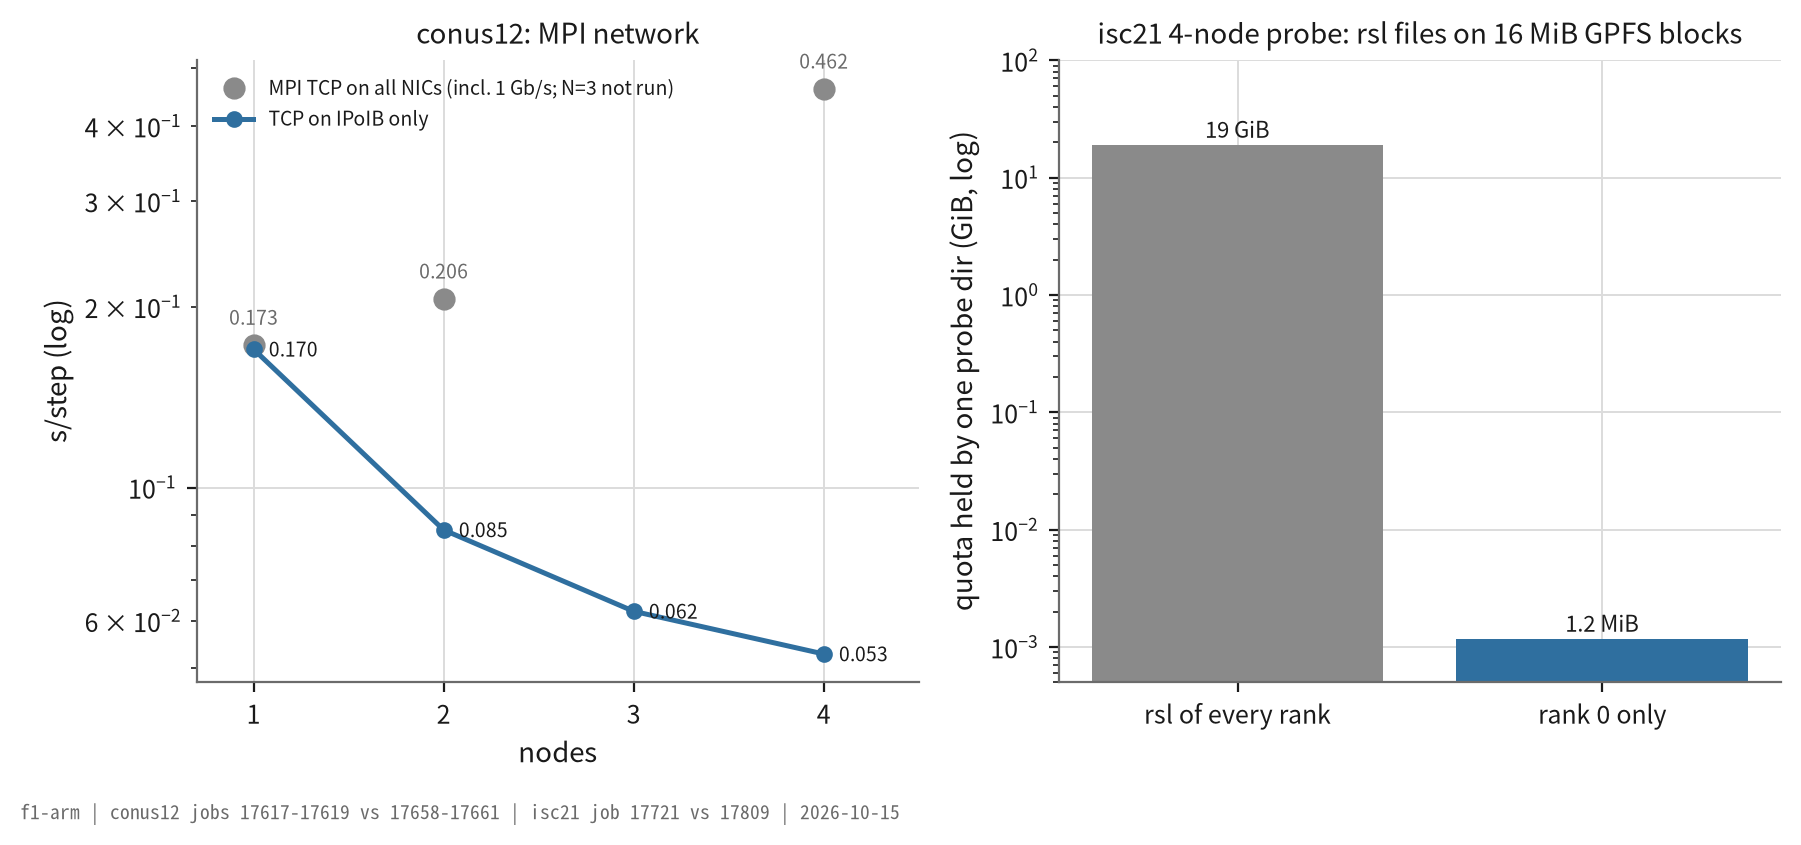 conus12: MPI network
MPI TCP on all NICs (incl. 1 Gb/s; N=3 not run)
TCP on IPoIB only
0.462
4 × 10⁻¹
3 × 10⁻¹
2 × 10⁻¹
10⁻¹
6 × 10⁻²
s/step (log)
0.206
0.173
0.170
0.085
0.062
0.053
1
2
3
4
nodes
isc21 4-node probe: rsl files on 16 MiB GPFS blocks
quota held by one probe dir (GiB, log)
10²
10¹
10⁰
10⁻¹
10⁻²
10⁻³
19 GiB
1.2 MiB
rsl of every rank
rank 0 only
f1-arm | conus12 jobs 17617-17619 vs 17658-17661 | isc21 job 17721 vs 17809 | 2026-10-15